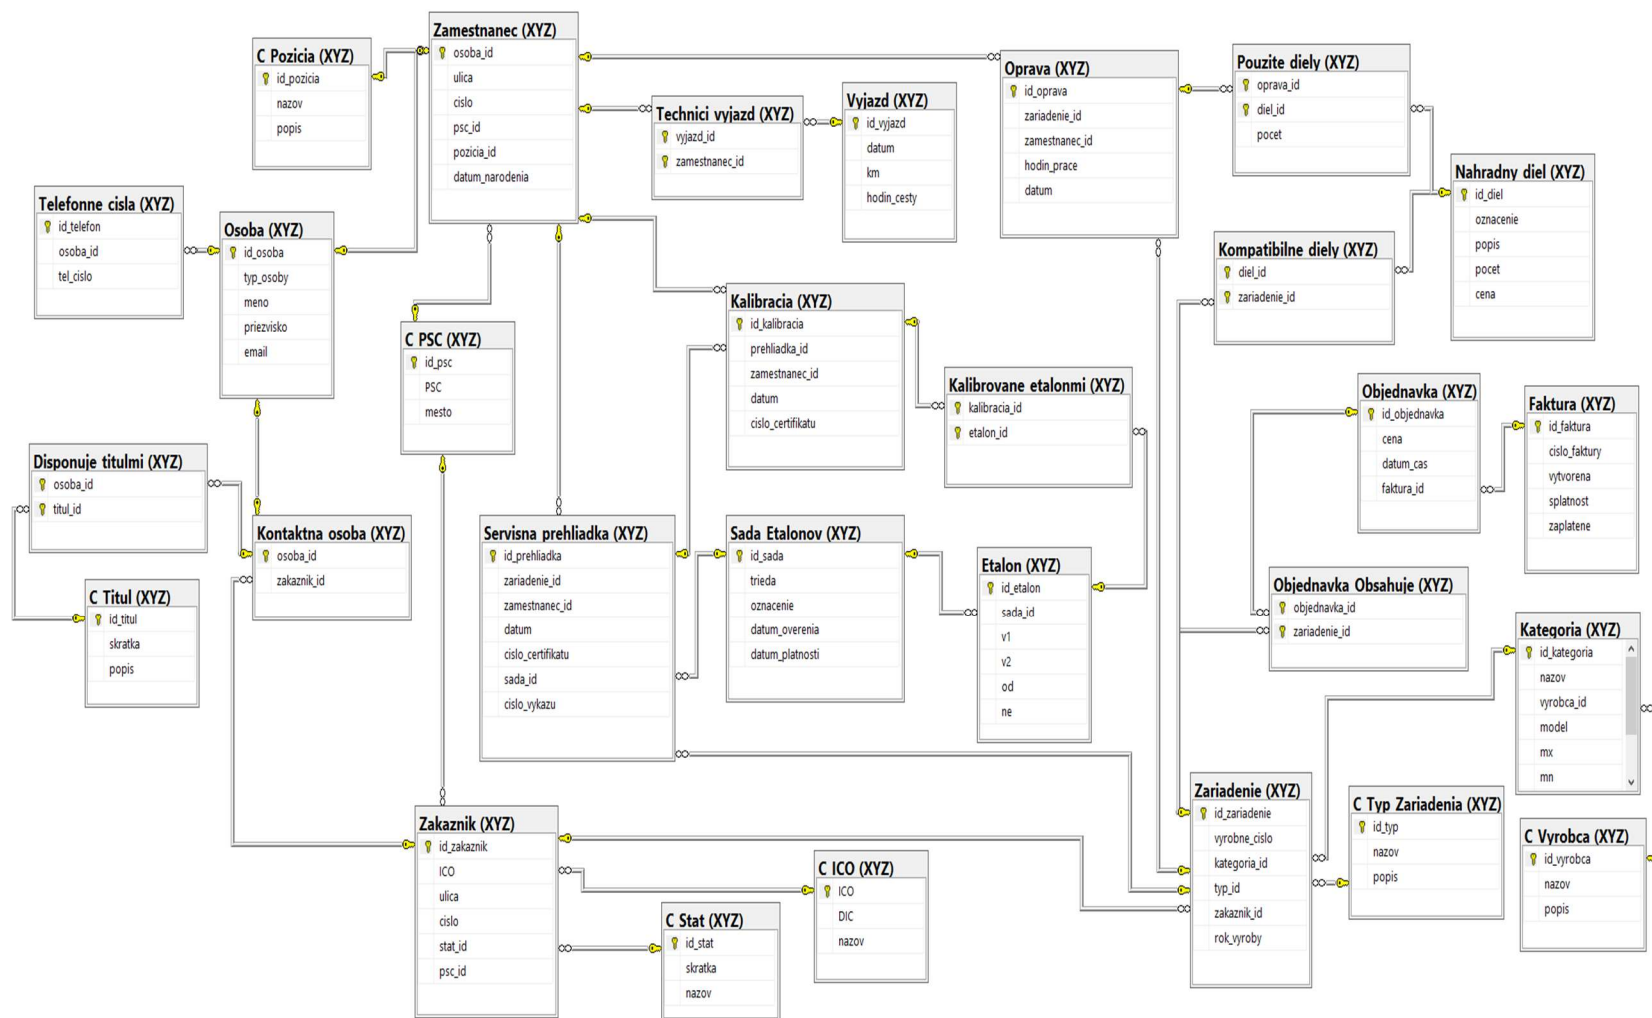 Zamestnanec (XYZ)
osoba_id
ulica
cislo
psc_id
pozicia_id
datum_narodenia
C Pozicia (XYZ)
id_pozicia
nazov
popis
Technici vyjazd (XYZ)
vyjazd_id
zamestnanec_id
Vyjazd (XYZ)
id_vyjazd
datum
km
hodin_cesty
Oprava (XYZ)
id_oprava
zariadenie_id
zamestnanec_id
hodin_prace
datum
Pouzite diely (XYZ)
oprava_id
diel_id
pocet
Nahradny diel (XYZ)
id_diel
oznacenie
popis
pocet
cena
Telefonne cisla (XYZ)
id_telefon
osoba_id
tel_cislo
Osoba (XYZ)
id_osoba
typ_osoby
meno
priezvisko
email
Kompatibilne diely (XYZ)
diel_id
zariadenie_id
C PSC (XYZ)
id_psc
PSC
mesto
Kalibracia (XYZ)
id_kalibracia
prehliadka_id
zamestnanec_id
datum
cislo_certifikatu
Kalibrovane etalonmi (XYZ)
kalibracia_id
etalon_id
Objednavka (XYZ)
id_objednavka
cena
datum_cas
faktura_id
Faktura (XYZ)
id_faktura
cislo_faktury
vytvorena
splatnost
zaplatene
Disponuje titulmi (XYZ)
osoba_id
titul_id
Kontaktna osoba (XYZ)
osoba_id
zakaznik_id
C Titul (XYZ)
id_titul
skratka
popis
Servisna prehliadka (XYZ)
id_prehliadka
zariadenie_id
zamestnanec_id
datum
cislo_certifikatu
sada_id
cislo_vykazu
Sada Etalonov (XYZ)
id_sada
trieda
oznacenie
datum_overenia
datum_platnosti
Etalon (XYZ)
id_etalon
sada_id
v1
v2
od
ne
Objednavka Obsahuje (XYZ)
objednavka_id
zariadenie_id
Kategoria (XYZ)
id_kategoria
nazov
vyrobca_id
model
mx
mn
Zakaznik (XYZ)
id_zakaznik
ICO
ulica
cislo
stat_id
psc_id
C ICO (XYZ)
ICO
DIC
nazov
C Stat (XYZ)
id_stat
skratka
nazov
Zariadenie (XYZ)
id_zariadenie
vyrobne_cislo
kategoria_id
typ_id
zakaznik_id
rok_vyroby
C Typ Zariadenia (XYZ)
id_typ
nazov
popis
C Vyrobca (XYZ)
id_vyrobca
nazov
popis